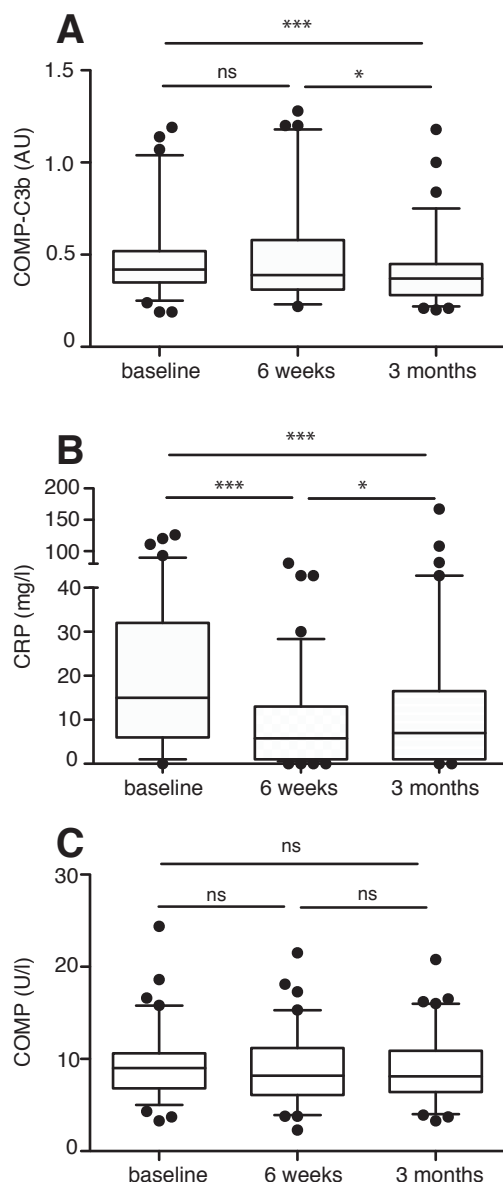 A
***
ns
*
1.5
1.0
0.5
0
COMP-C3b (AU)
baseline 6 weeks 3 months
B
***
***
*
200
150
100
40
30
20
10
0
CRP (mg/l)
baseline 6 weeks 3 months
C
ns
ns
ns
30
20
10
0
COMP (U/l)
baseline 6 weeks 3 months